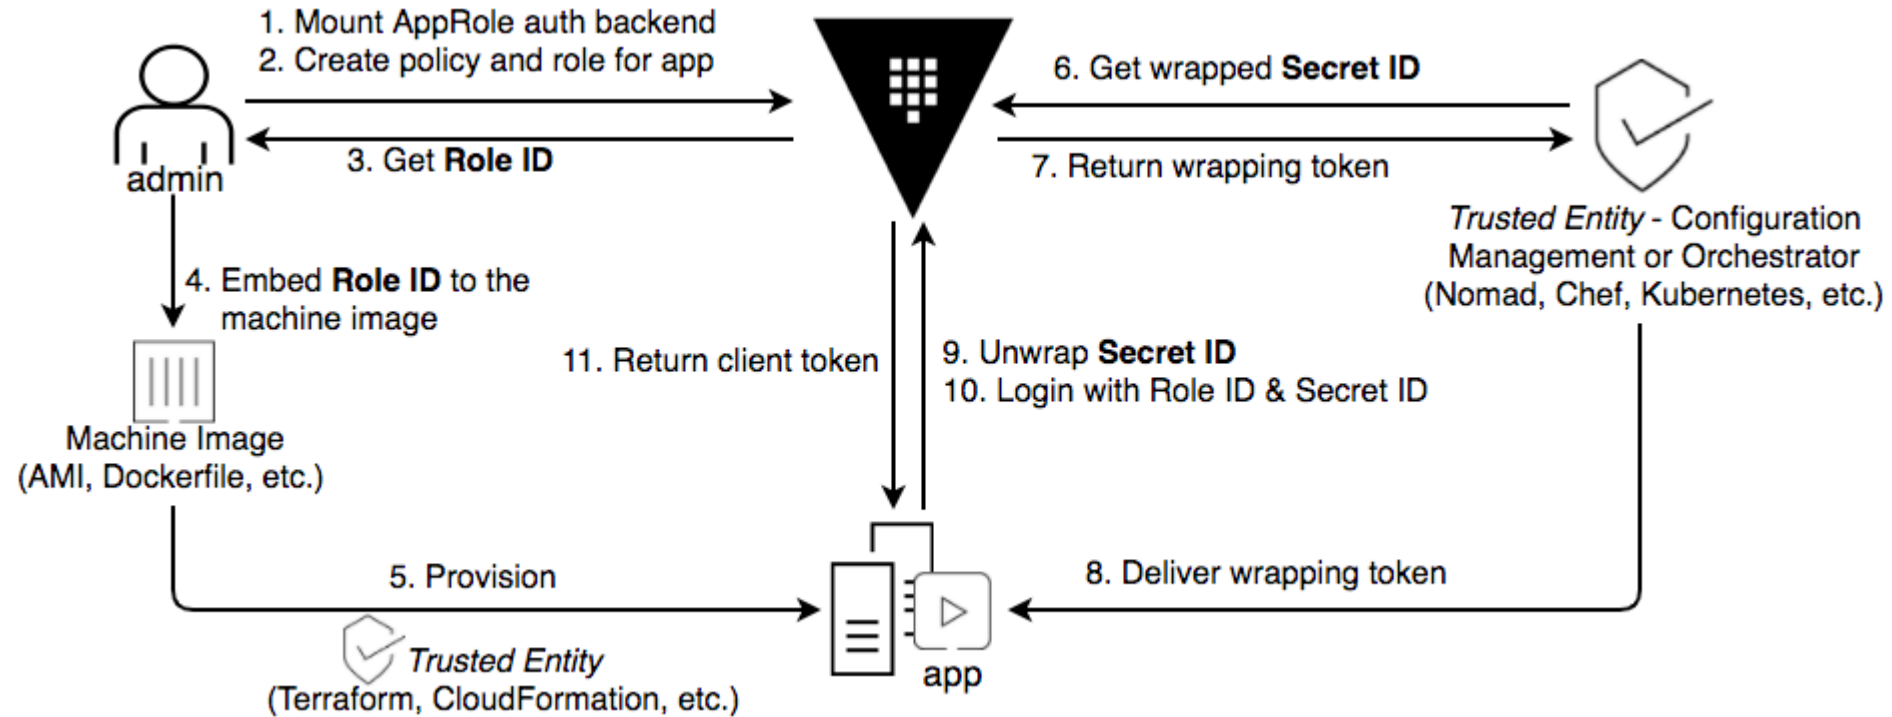 1. Mount AppRole auth backend
2. Create policy and role for app
3. Get Role ID
admin
4. Embed Role ID to the
machine image
Machine Image
(AMI, Dockerfile, etc.)
5. Provision
Trusted Entity
(Terraform, CloudFormation, etc.)
6. Get wrapped Secret ID
7. Return wrapping token
Trusted Entity - Configuration
Management or Orchestrator
(Nomad, Chef, Kubernetes, etc.)
8. Deliver wrapping token
9. Unwrap Secret ID
10. Login with Role ID & Secret ID
11. Return client token
app